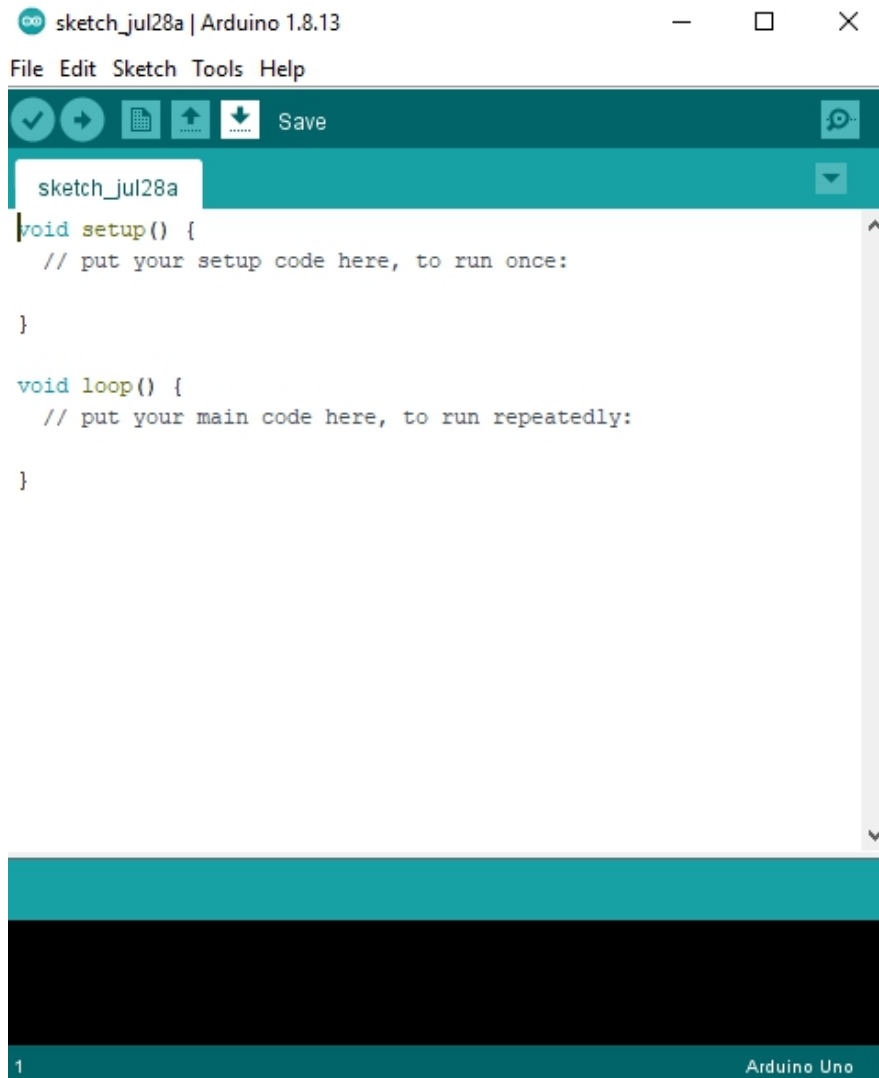 sketch_jul28a | Arduino 1.8.13
File Edit Sketch Tools Help
Save
sketch_jul28a
void setup() {
  // put your setup code here, to run once:
}
void loop() {
  // put your main code here, to run repeatedly:
}
1 Arduino Uno